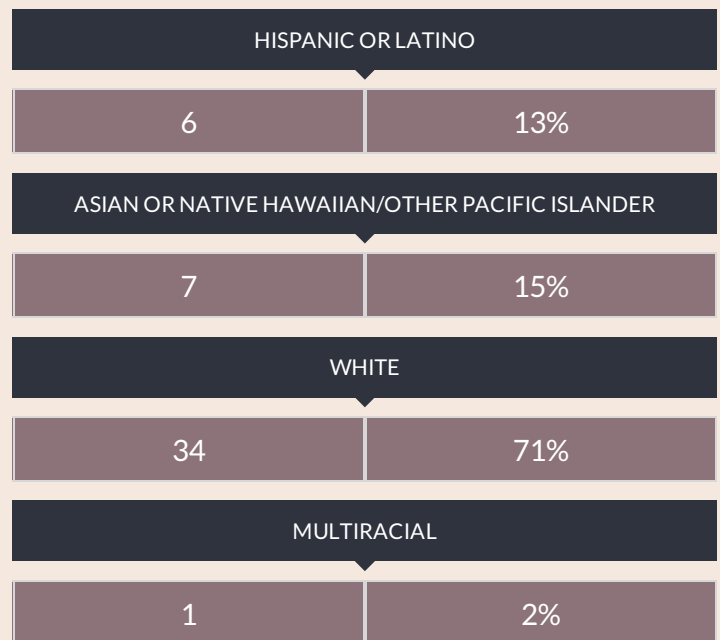 HISPANIC OR LATINO
6 13%
ASIAN OR NATIVE HAWAIIAN/OTHER PACIFIC ISLANDER
7 15%
WHITE
34 71%
MULTIRACIAL
1 2%